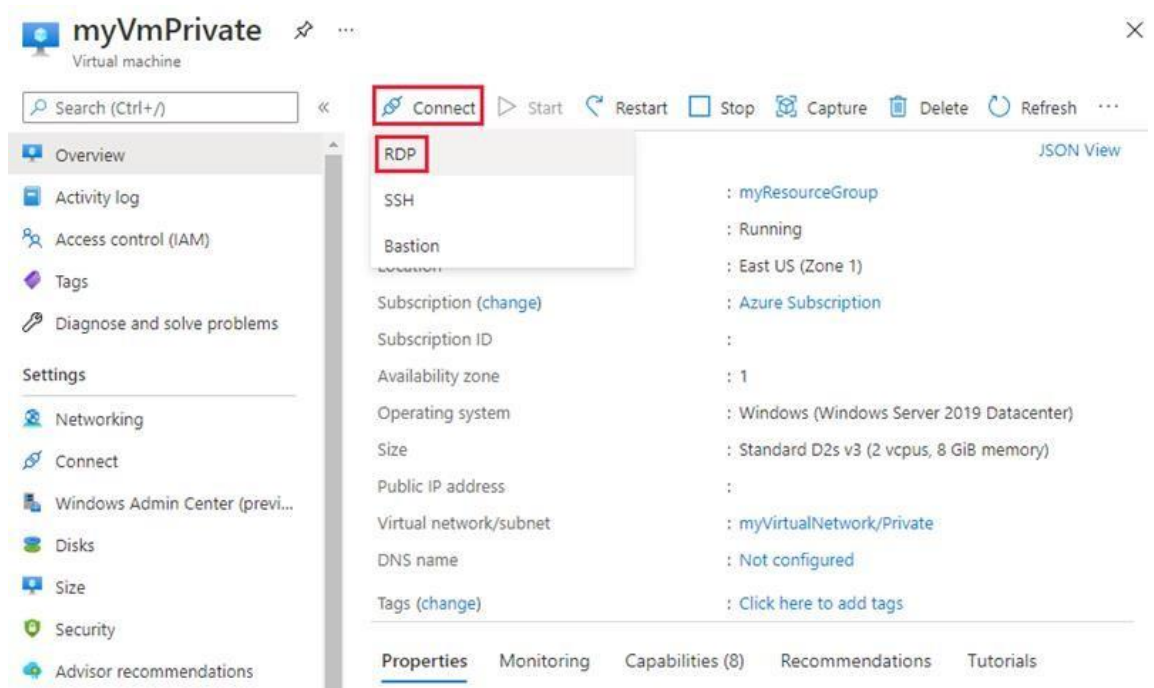 myVmPrivate ...
Virtual machine
Search (Ctrl+/) «
Connect Start Restart Stop Capture Delete Refresh ...
Overview
Activity log
Access control (IAM)
Tags
Diagnose and solve problems
Settings
Networking
Connect
Windows Admin Center (previ...
Disks
Size
Security
Advisor recommendations
RDP
SSH
Bastion
JSON View
: myResourceGroup
: Running
Location : East US (Zone 1)
Subscription (change) : Azure Subscription
Subscription ID :
Availability zone : 1
Operating system : Windows (Windows Server 2019 Datacenter)
Size : Standard D2s v3 (2 vcpus, 8 GiB memory)
Public IP address :
Virtual network/subnet : myVirtualNetwork/Private
DNS name : Not configured
Tags (change) : Click here to add tags
Properties Monitoring Capabilities (8) Recommendations Tutorials